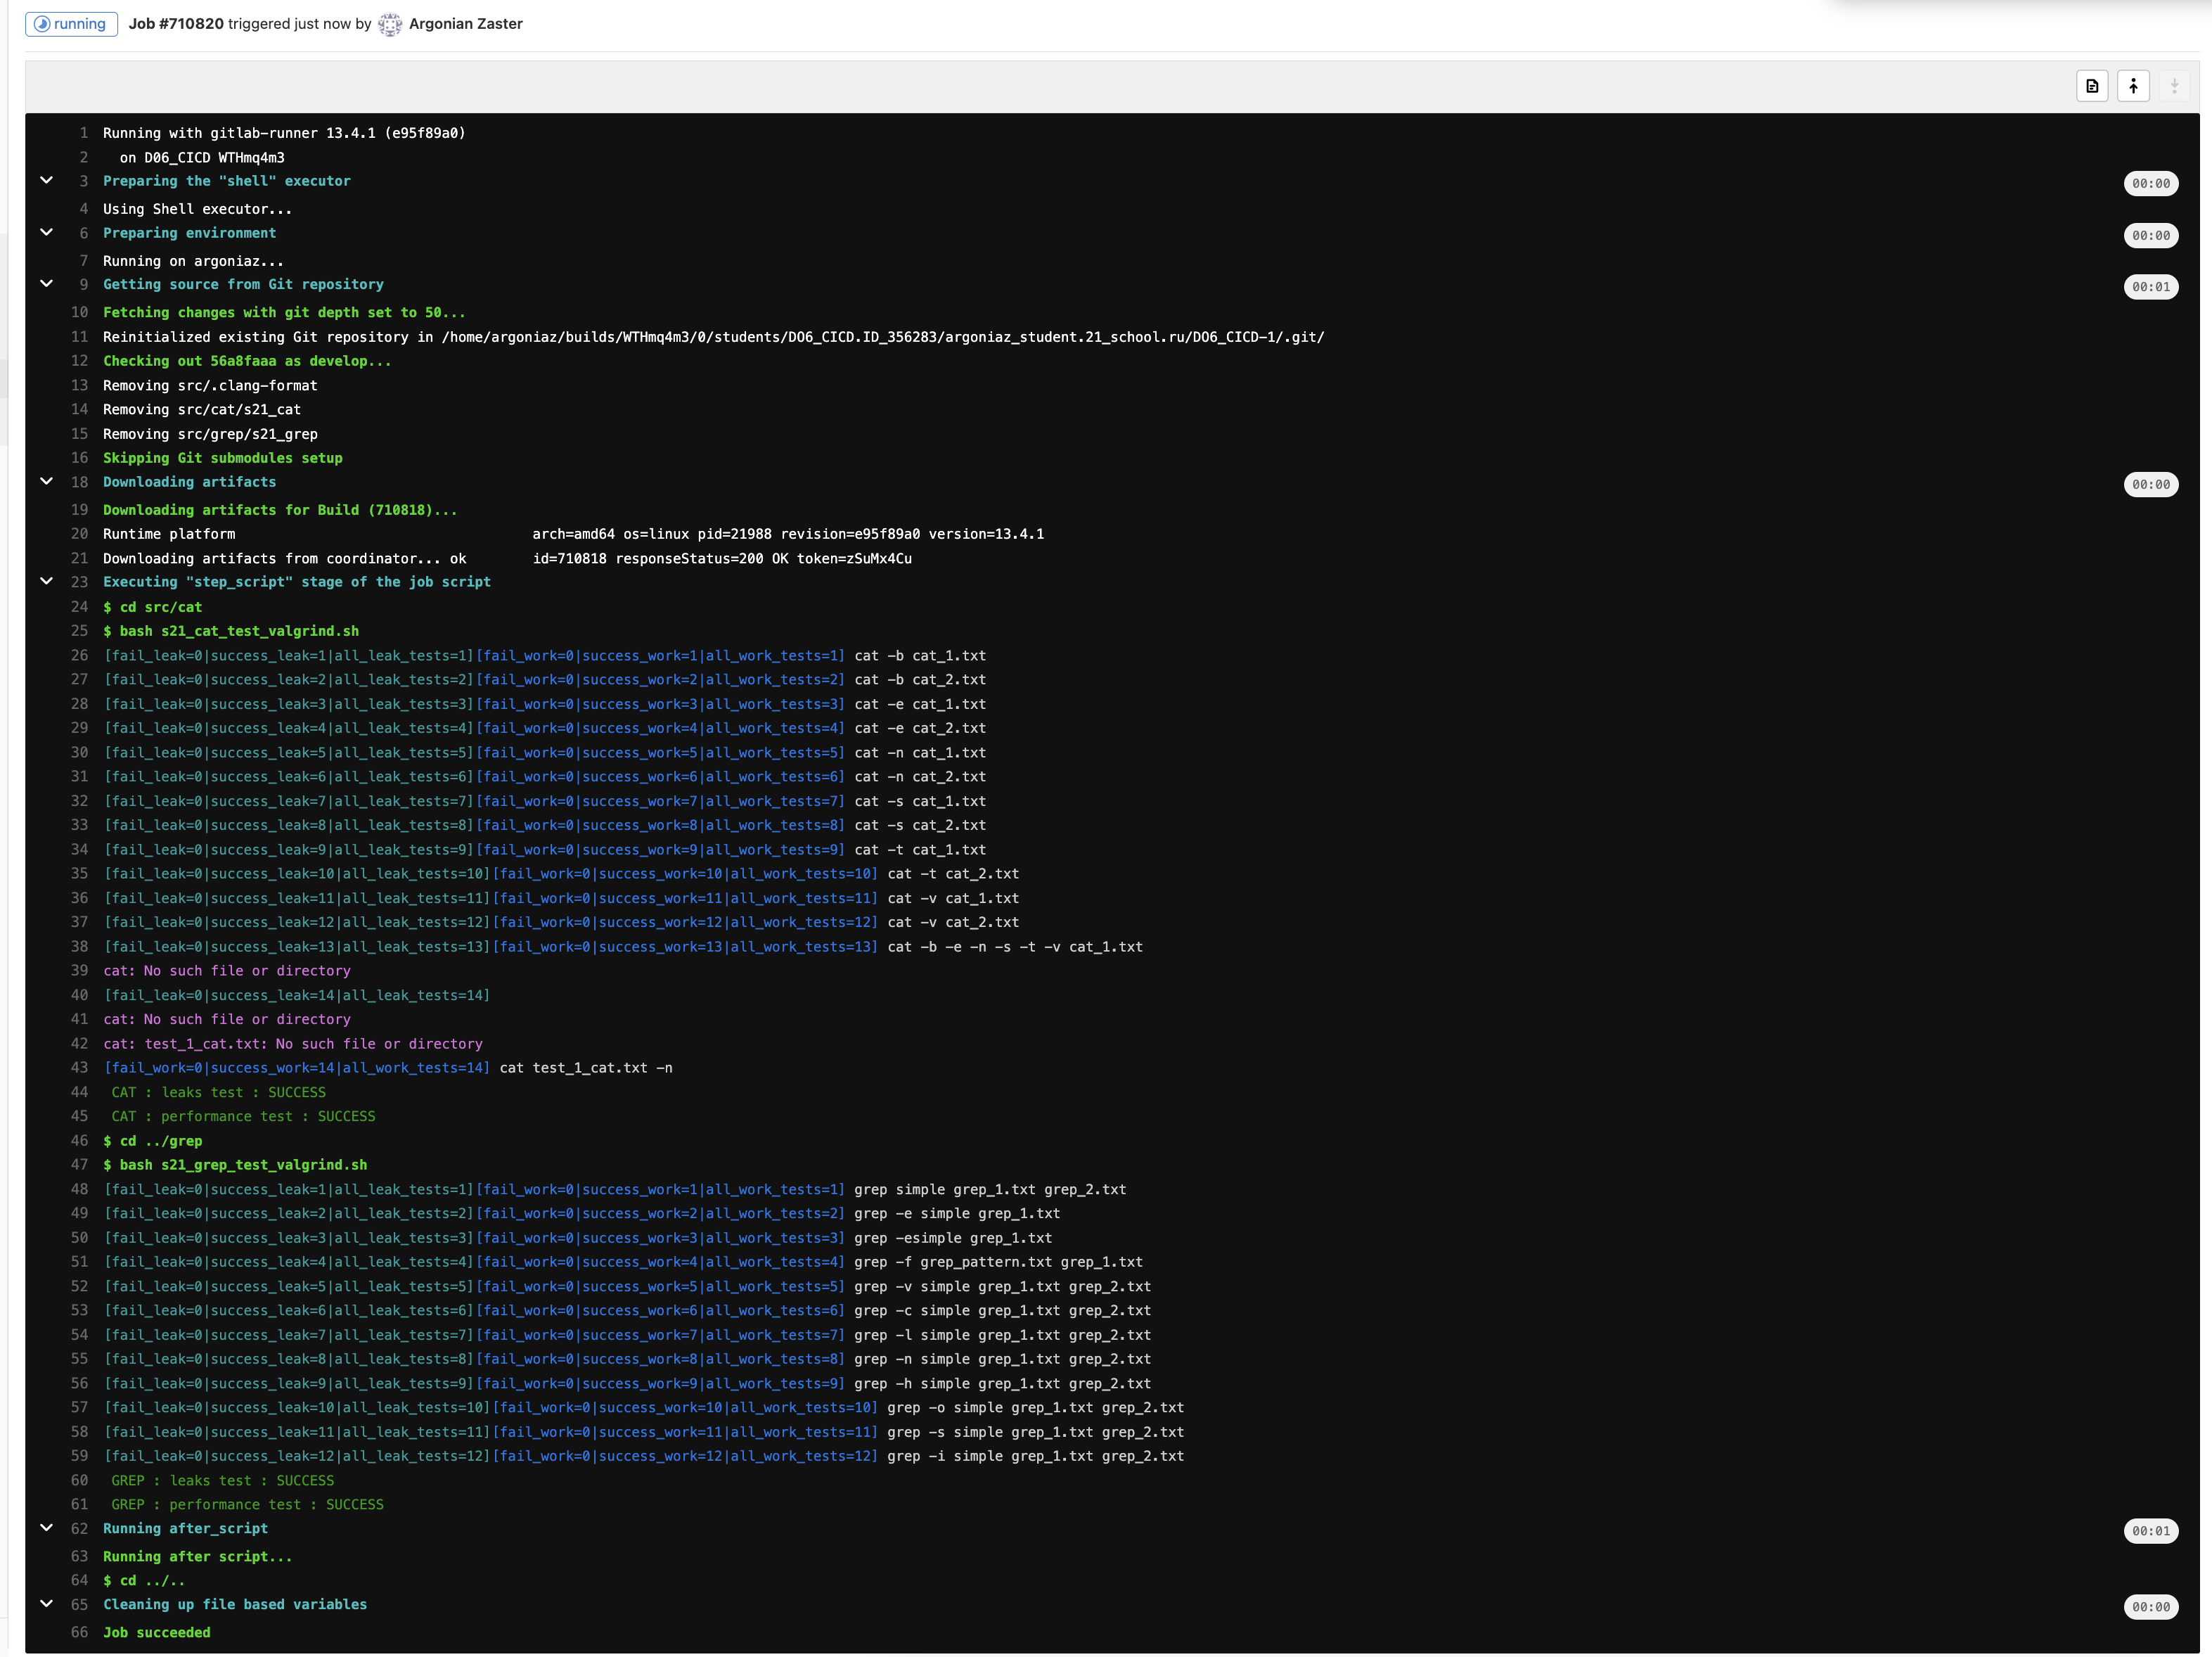 running Job #710820 triggered just now by Argonian Zaster
1 Running with gitlab-runner 13.4.1 (e95f89a0)
2 on D06_CICD WTHmq4m3
3 Preparing the "shell" executor 00:00
4 Using Shell executor...
6 Preparing environment 00:00
7 Running on argoniaz...
9 Getting source from Git repository 00:01
10 Fetching changes with git depth set to 50...
11 Reinitialized existing Git repository in /home/argoniaz/builds/WTHmq4m3/0/students/DO6_CICD.ID_356283/argoniaz_student.21_school.ru/DO6_CICD-1/.git/
12 Checking out 56a8faaa as develop...
13 Removing src/.clang-format
14 Removing src/cat/s21_cat
15 Removing src/grep/s21_grep
16 Skipping Git submodules setup
18 Downloading artifacts 00:00
19 Downloading artifacts for Build (710818)...
20 Runtime platform arch=amd64 os=linux pid=21988 revision=e95f89a0 version=13.4.1
21 Downloading artifacts from coordinator... ok id=710818 responseStatus=200 OK token=zSuMx4Cu
23 Executing "step_script" stage of the job script
24 $ cd src/cat
25 $ bash s21_cat_test_valgrind.sh
26 [fail_leak=0|success_leak=1|all_leak_tests=1][fail_work=0|success_work=1|all_work_tests=1] cat -b cat_1.txt
27 [fail_leak=0|success_leak=2|all_leak_tests=2][fail_work=0|success_work=2|all_work_tests=2] cat -b cat_2.txt
28 [fail_leak=0|success_leak=3|all_leak_tests=3][fail_work=0|success_work=3|all_work_tests=3] cat -e cat_1.txt
29 [fail_leak=0|success_leak=4|all_leak_tests=4][fail_work=0|success_work=4|all_work_tests=4] cat -e cat_2.txt
30 [fail_leak=0|success_leak=5|all_leak_tests=5][fail_work=0|success_work=5|all_work_tests=5] cat -n cat_1.txt
31 [fail_leak=0|success_leak=6|all_leak_tests=6][fail_work=0|success_work=6|all_work_tests=6] cat -n cat_2.txt
32 [fail_leak=0|success_leak=7|all_leak_tests=7][fail_work=0|success_work=7|all_work_tests=7] cat -s cat_1.txt
33 [fail_leak=0|success_leak=8|all_leak_tests=8][fail_work=0|success_work=8|all_work_tests=8] cat -s cat_2.txt
34 [fail_leak=0|success_leak=9|all_leak_tests=9][fail_work=0|success_work=9|all_work_tests=9] cat -t cat_1.txt
35 [fail_leak=0|success_leak=10|all_leak_tests=10][fail_work=0|success_work=10|all_work_tests=10] cat -t cat_2.txt
36 [fail_leak=0|success_leak=11|all_leak_tests=11][fail_work=0|success_work=11|all_work_tests=11] cat -v cat_1.txt
37 [fail_leak=0|success_leak=12|all_leak_tests=12][fail_work=0|success_work=12|all_work_tests=12] cat -v cat_2.txt
38 [fail_leak=0|success_leak=13|all_leak_tests=13][fail_work=0|success_work=13|all_work_tests=13] cat -b -e -n -s -t -v cat_1.txt
39 cat: No such file or directory
40 [fail_leak=0|success_leak=14|all_leak_tests=14]
41 cat: No such file or directory
42 cat: test_1_cat.txt: No such file or directory
43 [fail_work=0|success_work=14|all_work_tests=14] cat test_1_cat.txt -n
44 CAT : leaks test : SUCCESS
45 CAT : performance test : SUCCESS
46 $ cd ../grep
47 $ bash s21_grep_test_valgrind.sh
48 [fail_leak=0|success_leak=1|all_leak_tests=1][fail_work=0|success_work=1|all_work_tests=1] grep simple grep_1.txt grep_2.txt
49 [fail_leak=0|success_leak=2|all_leak_tests=2][fail_work=0|success_work=2|all_work_tests=2] grep -e simple grep_1.txt
50 [fail_leak=0|success_leak=3|all_leak_tests=3][fail_work=0|success_work=3|all_work_tests=3] grep -esimple grep_1.txt
51 [fail_leak=0|success_leak=4|all_leak_tests=4][fail_work=0|success_work=4|all_work_tests=4] grep -f grep_pattern.txt grep_1.txt
52 [fail_leak=0|success_leak=5|all_leak_tests=5][fail_work=0|success_work=5|all_work_tests=5] grep -v simple grep_1.txt grep_2.txt
53 [fail_leak=0|success_leak=6|all_leak_tests=6][fail_work=0|success_work=6|all_work_tests=6] grep -c simple grep_1.txt grep_2.txt
54 [fail_leak=0|success_leak=7|all_leak_tests=7][fail_work=0|success_work=7|all_work_tests=7] grep -l simple grep_1.txt grep_2.txt
55 [fail_leak=0|success_leak=8|all_leak_tests=8][fail_work=0|success_work=8|all_work_tests=8] grep -n simple grep_1.txt grep_2.txt
56 [fail_leak=0|success_leak=9|all_leak_tests=9][fail_work=0|success_work=9|all_work_tests=9] grep -h simple grep_1.txt grep_2.txt
57 [fail_leak=0|success_leak=10|all_leak_tests=10][fail_work=0|success_work=10|all_work_tests=10] grep -o simple grep_1.txt grep_2.txt
58 [fail_leak=0|success_leak=11|all_leak_tests=11][fail_work=0|success_work=11|all_work_tests=11] grep -s simple grep_1.txt grep_2.txt
59 [fail_leak=0|success_leak=12|all_leak_tests=12][fail_work=0|success_work=12|all_work_tests=12] grep -i simple grep_1.txt grep_2.txt
60 GREP : leaks test : SUCCESS
61 GREP : performance test : SUCCESS
62 Running after_script 00:01
63 Running after script...
64 $ cd ../..
65 Cleaning up file based variables 00:00
66 Job succeeded